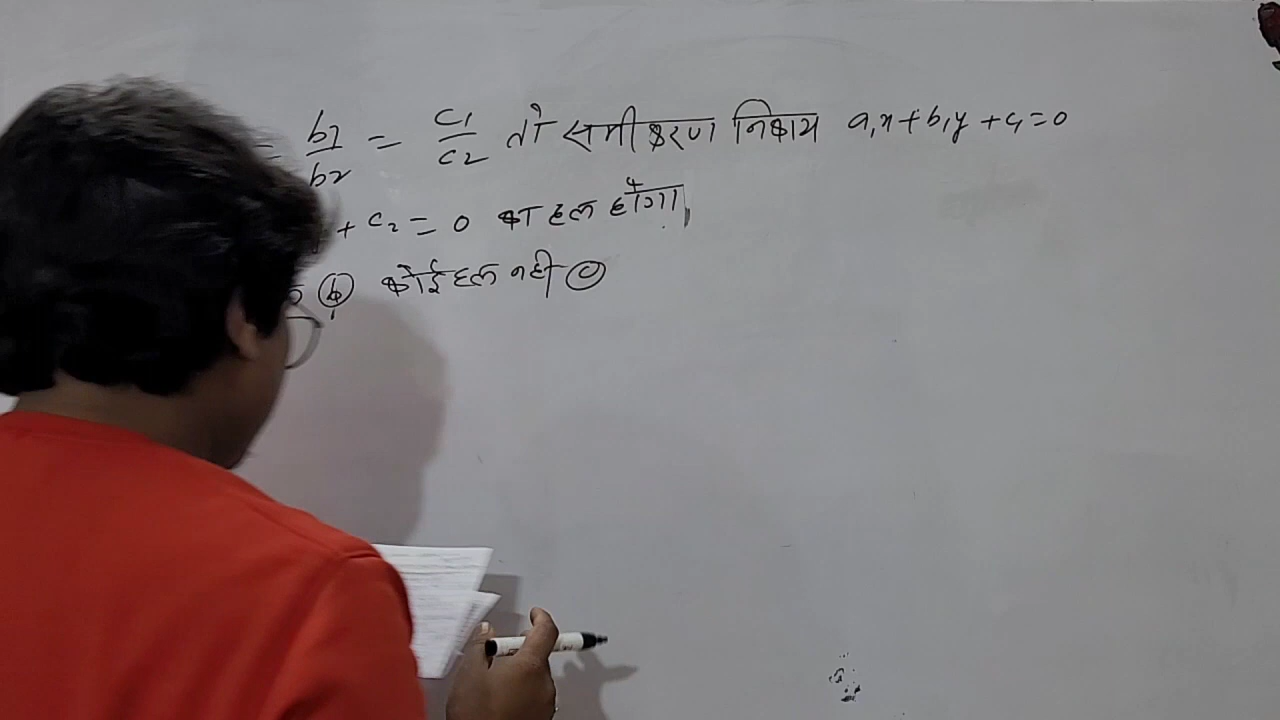 = b1/b2 = c1/c2 तो समीकरण निकाय a1x+b1y+c1=0
+ c2 = 0 का हल होगा
(b) कोई हल नही (c)